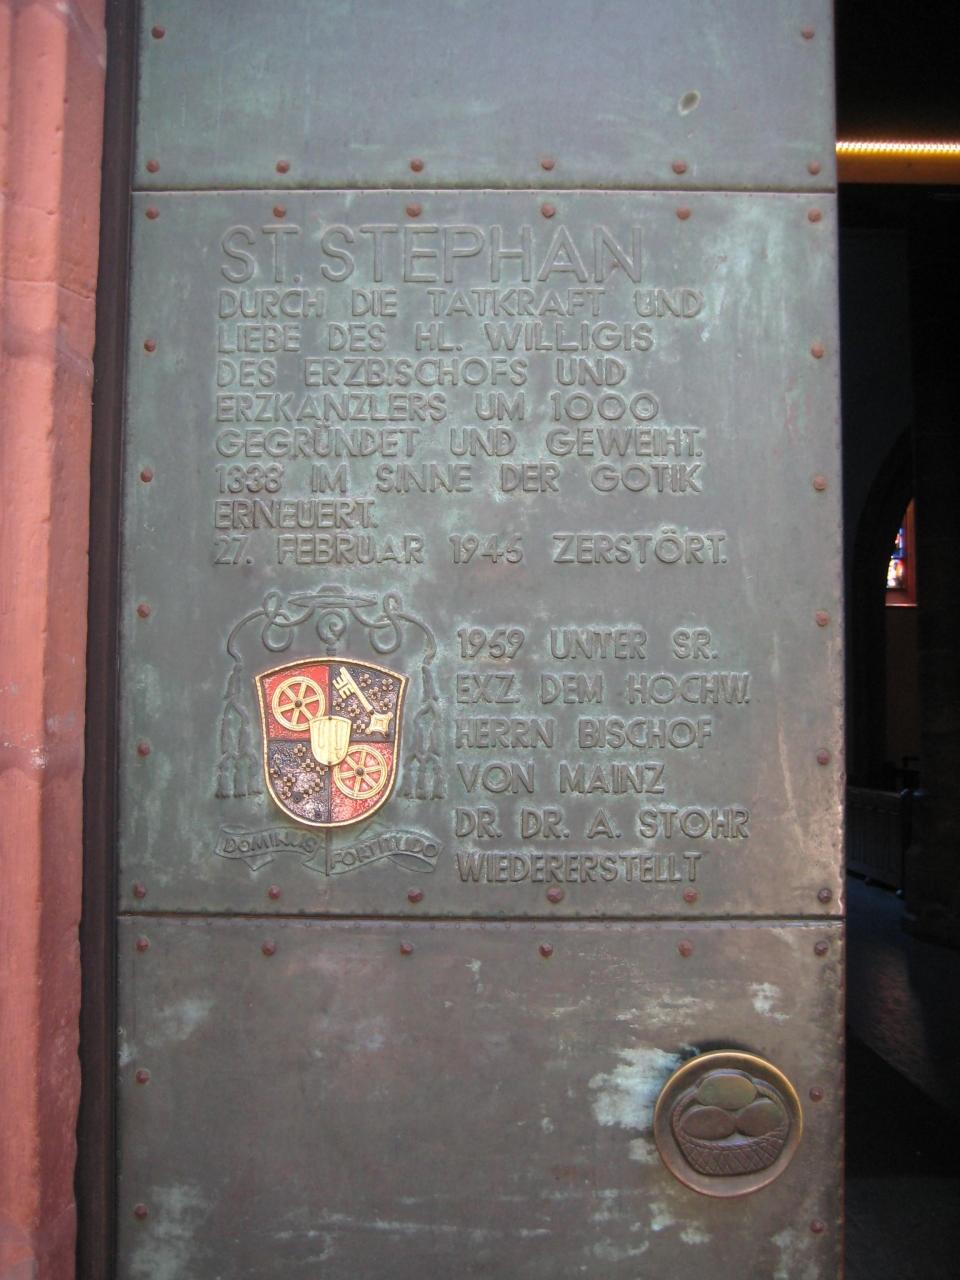 ST. STEPHAN
DURCH DIE TATKRAFT UND
LIEBE DES HL. WILLIGIS
DES ERZBISCHOFS UND
ERZKANZLERS UM 1000
GEGRÜNDET UND GEWEIHT.
1338 IM SINNE DER GOTIK
ERNEUERT.
27. FEBRUAR 1945 ZERSTÖRT.
1959 UNTER SR.
EXZ. DEM HOCHW.
HERRN BISCHOF
VON MAINZ
DR. DR. A. STOHR
WIEDERERSTELLT
DOMINUS FORTITUDO